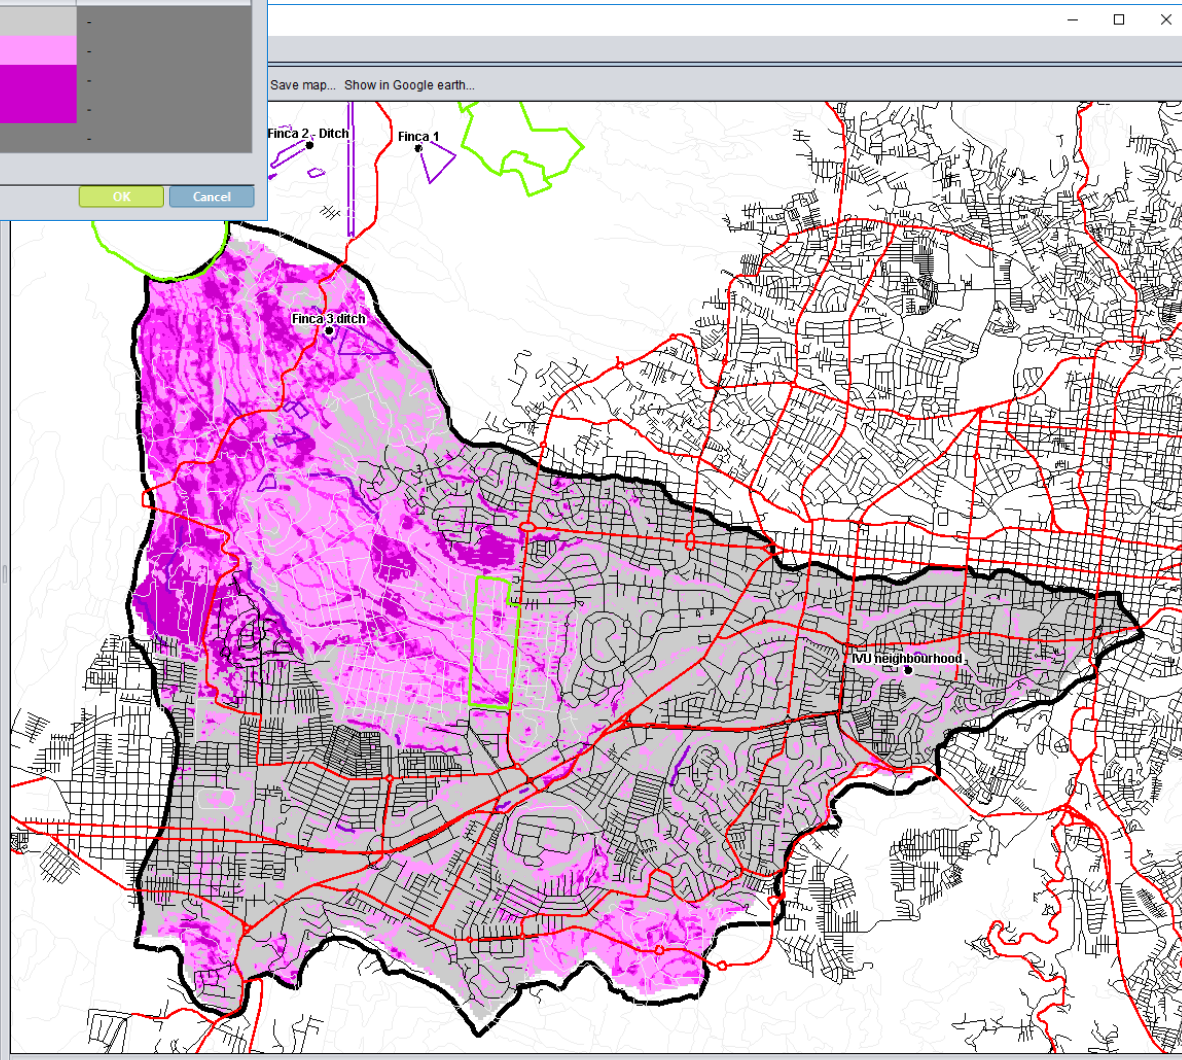 -
-
-
-
-
OK Cancel
Save map... Show in Google earth...
Finca 2 - Ditch
Finca 1
Finca 3 ditch
IVU neighbourhood